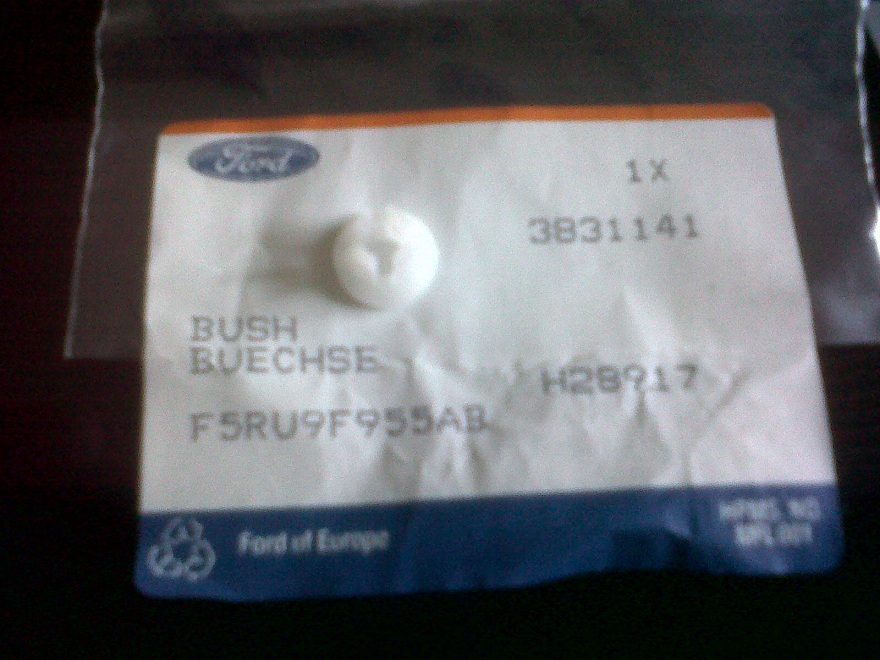 Ford
1X
3831141
BUSH
BUECHSE
H28917
F5RU9F955AB
Ford of Europe